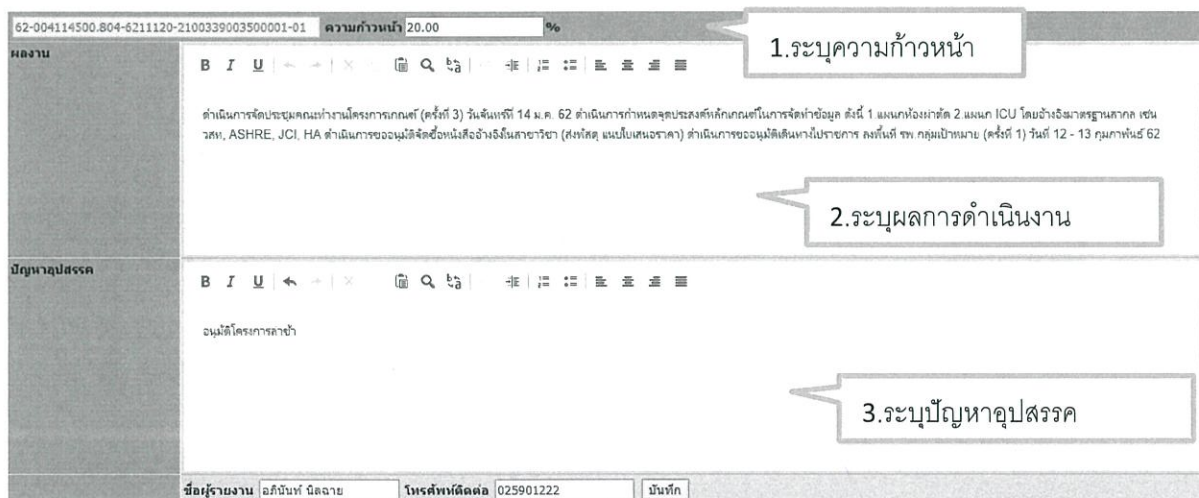 62-004114500.804-6211120-2100339003500001-01 ความก้าวหน้า 20.00 %
1.ระบุความก้าวหน้า
ผลงาน
B I U
ดำเนินการจัดประชุมคณะทำงานโครงการเกณฑ์ (ครั้งที่ 3) วันจันทร์ที่ 14 ม.ค. 62 ดำเนินการกำหนดจุดประสงค์หลักเกณฑ์ในการจัดทำข้อมูล ดังนี้ 1.แผนกห้องผ่าตัด 2.แผนก ICU โดยอ้างอิงมาตรฐานสากล เช่น
วสท, ASHRE, JCI, HA ดำเนินการขออนุมัติจัดซื้อหนังสืออ้างอิงในสาขาวิชา (ส่งพัสดุ แนบใบเสนอราคา) ดำเนินการขออนุมัติเดินทางไปราชการ ลงพื้นที่ รพ.กลุ่มเป้าหมาย (ครั้งที่ 1) วันที่ 12 - 13 กุมภาพันธ์ 62
2.ระบุผลการดำเนินงาน
ปัญหาอุปสรรค
B I U
อนุมัติโครงการล่าช้า
3.ระบุปัญหาอุปสรรค
ชื่อผู้รายงาน อภินันท์ นิลฉาย โทรศัพท์ติดต่อ 025901222 บันทึก